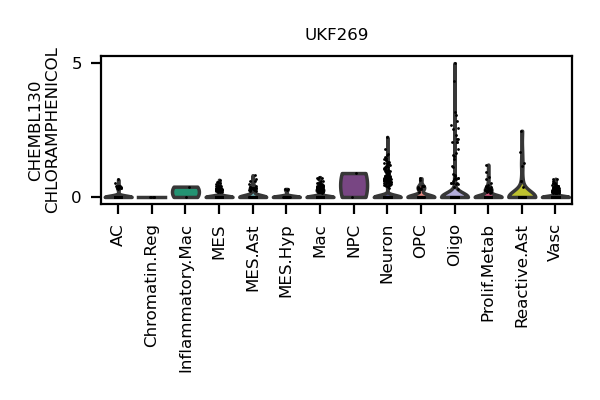 UKF269
CHEMBL130
CHLORAMPHENICOL
5
0
AC
Chromatin.Reg
Inflammatory.Mac
MES
MES.Ast
MES.Hyp
Mac
NPC
Neuron
OPC
Oligo
Prolif.Metab
Reactive.Ast
Vasc